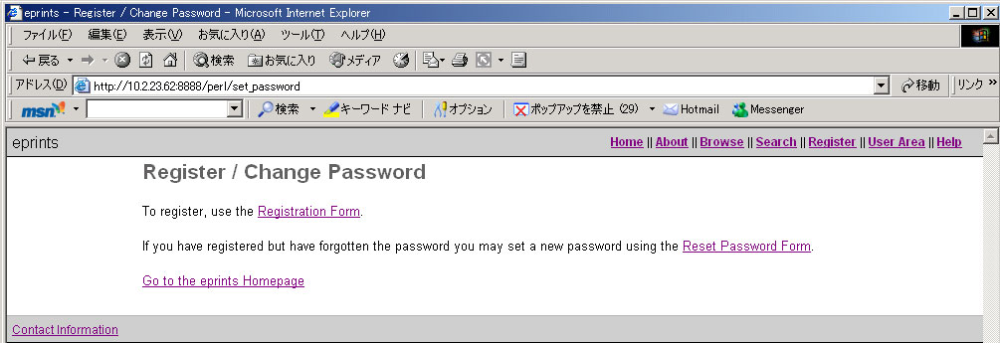 eprints - Register / Change Password - Microsoft Internet Explorer
ファイル(F) 編集(E) 表示(V) お気に入り(A) ツール(T) ヘルプ(H)
戻る 検索 お気に入り メディア
アドレス(D) http://10.2.23.62:8888/perl/set_password 移動 リンク »
msn 検索 キーワード ナビ オプション ポップアップを禁止 (29) Hotmail Messenger
eprints Home || About || Browse || Search || Register || User Area || Help
Register / Change Password
To register, use the Registration Form.
If you have registered but have forgotten the password you may set a new password using the Reset Password Form.
Go to the eprints Homepage
Contact Information